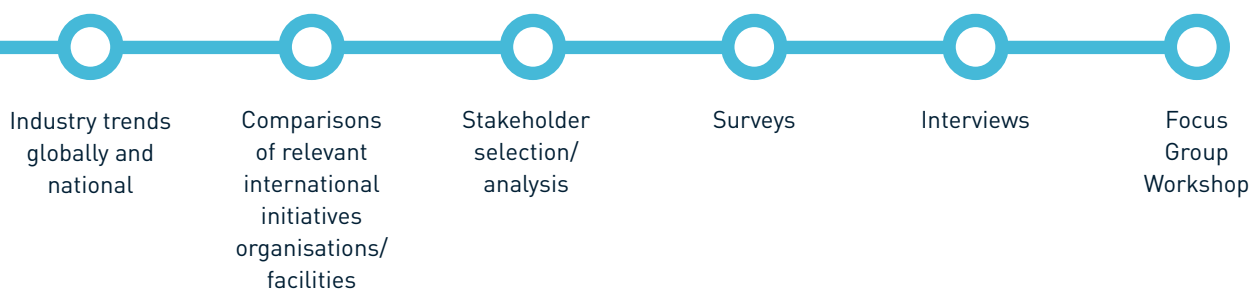 Industry trends
globally and
national
Comparisons
of relevant
international
initiatives
organisations/
facilities
Stakeholder
selection/
analysis
Surveys
Interviews
Focus
Group
Workshop